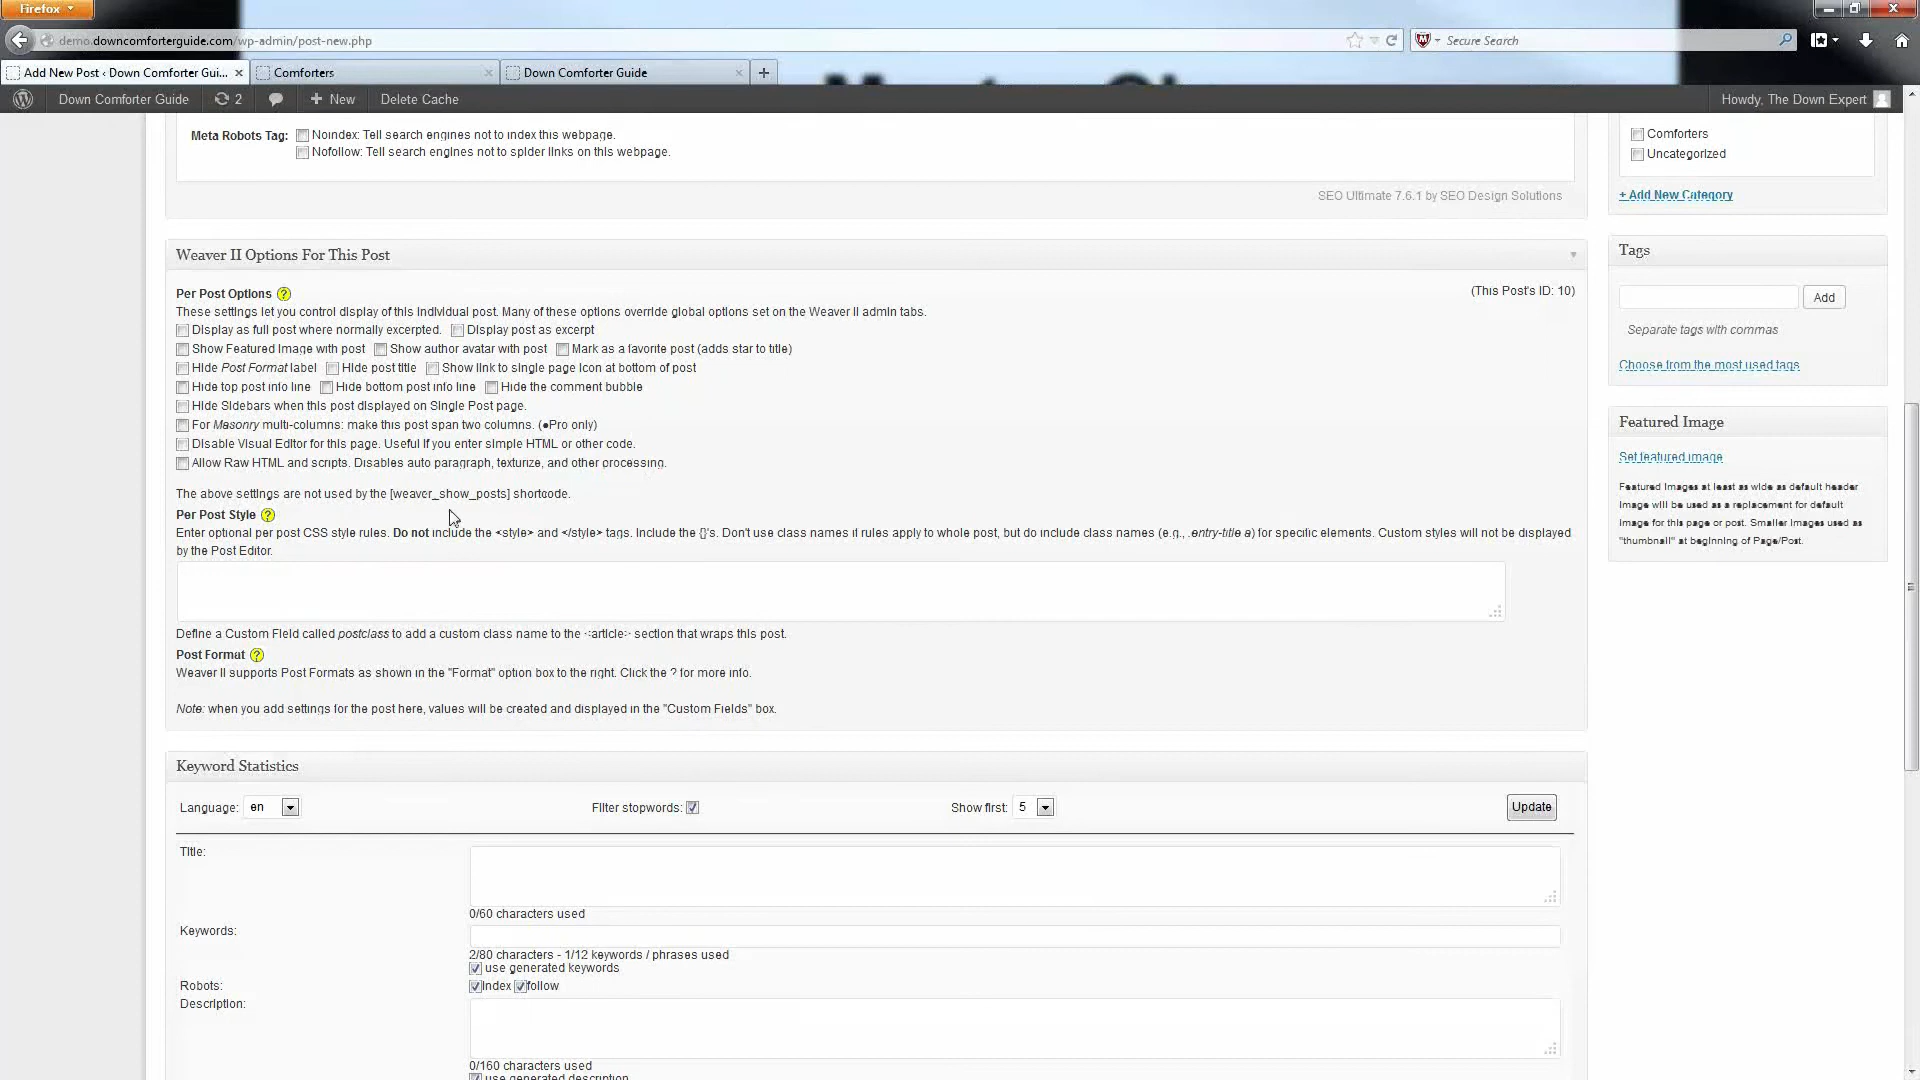 Firefox
demo.downcomforterguide.com/wp-admin/post-new.php
Secure Search
Add New Post ‹ Down Comforter Gui...
Comforters
Down Comforter Guide
Down Comforter Guide
2
New
Delete Cache
Howdy, The Down Expert
Meta Robots Tag:
Noindex: Tell search engines not to index this webpage.
Nofollow: Tell search engines not to spider links on this webpage.
SEO Ultimate 7.6.1 by SEO Design Solutions
Comforters
Uncategorized
+ Add New Category
Weaver II Options For This Post
Per Post Options ?
(This Post's ID: 10)
These settings let you control display of this individual post. Many of these options override global options set on the Weaver II admin tabs.
Display as full post where normally excerpted. Display post as excerpt
Show Featured Image with post Show author avatar with post Mark as a favorite post (adds star to title)
Hide Post Format label Hide post title Show link to single page icon at bottom of post
Hide top post info line Hide bottom post info line Hide the comment bubble
Hide Sidebars when this post displayed on Single Post page.
For Masonry multi-columns: make this post span two columns. (●Pro only)
Disable Visual Editor for this page. Useful if you enter simple HTML or other code.
Allow Raw HTML and scripts. Disables auto paragraph, texturize, and other processing.
The above settings are not used by the [weaver_show_posts] shortcode.
Per Post Style ?
Enter optional per post CSS style rules. Do not include the <style> and </style> tags. Include the {}'s. Don't use class names if rules apply to whole post, but do include class names (e.g., .entry-title a) for specific elements. Custom styles will not be displayed
by the Post Editor.
Define a Custom Field called postclass to add a custom class name to the <article> section that wraps this post.
Post Format ?
Weaver II supports Post Formats as shown in the "Format" option box to the right. Click the ? for more info.
Note: when you add settings for the post here, values will be created and displayed in the "Custom Fields" box.
Tags
Add
Separate tags with commas
Choose from the most used tags
Featured Image
Set featured image
Featured Images at least as wide as default header
image will be used as a replacement for default
image for this page or post. Smaller images used as
"thumbnail" at beginning of Page/Post.
Keyword Statistics
Language: en
Filter stopwords:
Show first: 5
Update
Title:
0/60 characters used
Keywords:
2/80 characters - 1/12 keywords / phrases used
use generated keywords
Robots:
index follow
Description:
0/160 characters used
use generated description